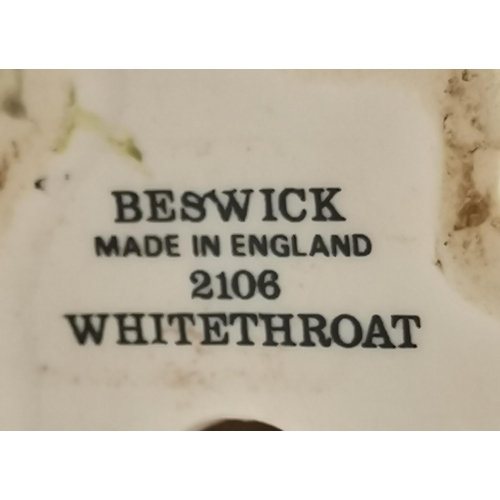 BESWICK
MADE IN ENGLAND
2106
WHITETHROAT